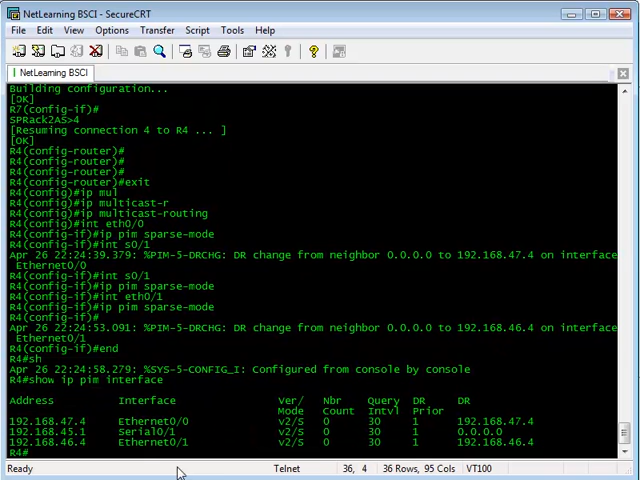 NetLearning BSCI - SecureCRT
File Edit View Options Transfer Script Tools Help
NetLearning BSCI
Building configuration...
[OK]
R7(config-if)#
SPRack2AS>4
[Resuming connection 4 to R4 ... ]
[OK]
R4(config-router)#
R4(config-router)#
R4(config-router)#
R4(config-router)#exit
R4(config)#ip mul
R4(config)#ip multicast-r
R4(config)#ip multicast-routing
R4(config)#int eth0/0
R4(config-if)#ip pim sparse-mode
R4(config-if)#int s0/1
Apr 26 22:24:39.379: %PIM-5-DRCHG: DR change from neighbor 0.0.0.0 to 192.168.47.4 on interface
Ethernet0/0
R4(config-if)#int s0/1
R4(config-if)#ip pim sparse-mode
R4(config-if)#int eth0/1
R4(config-if)#ip pim sparse-mode
R4(config-if)#
Apr 26 22:24:53.091: %PIM-5-DRCHG: DR change from neighbor 0.0.0.0 to 192.168.46.4 on interface
Ethernet0/1
R4(config-if)#end
R4#sh
Apr 26 22:24:58.279: %SYS-5-CONFIG_I: Configured from console by console
R4#show ip pim interface
Address Interface Ver/ Nbr Query DR DR
Mode Count Intvl Prior
192.168.47.4 Ethernet0/0 v2/S 0 30 1 192.168.47.4
192.168.45.1 Serial0/1 v2/S 0 30 1 0.0.0.0
192.168.46.4 Ethernet0/1 v2/S 0 30 1 192.168.46.4
R4#
Ready Telnet 36, 4 36 Rows, 95 Cols VT100